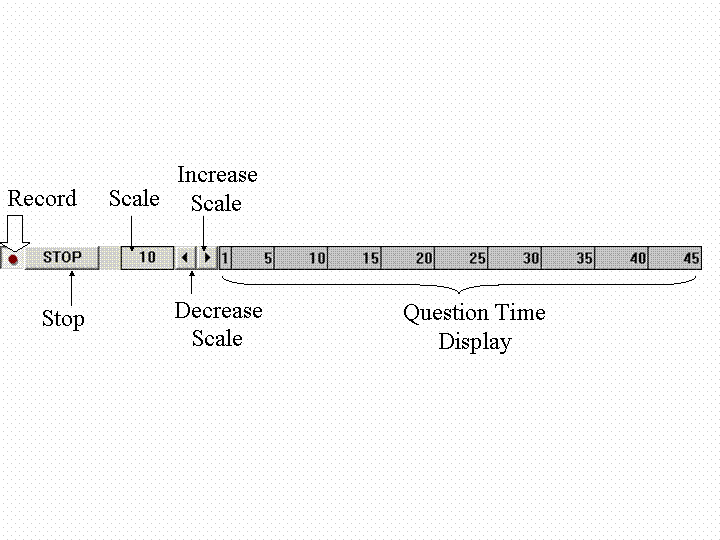 Increase
Scale
Record
Scale
STOP
10
1 5 10 15 20 25 30 35 40 45
Stop
Decrease
Scale
Question Time
Display